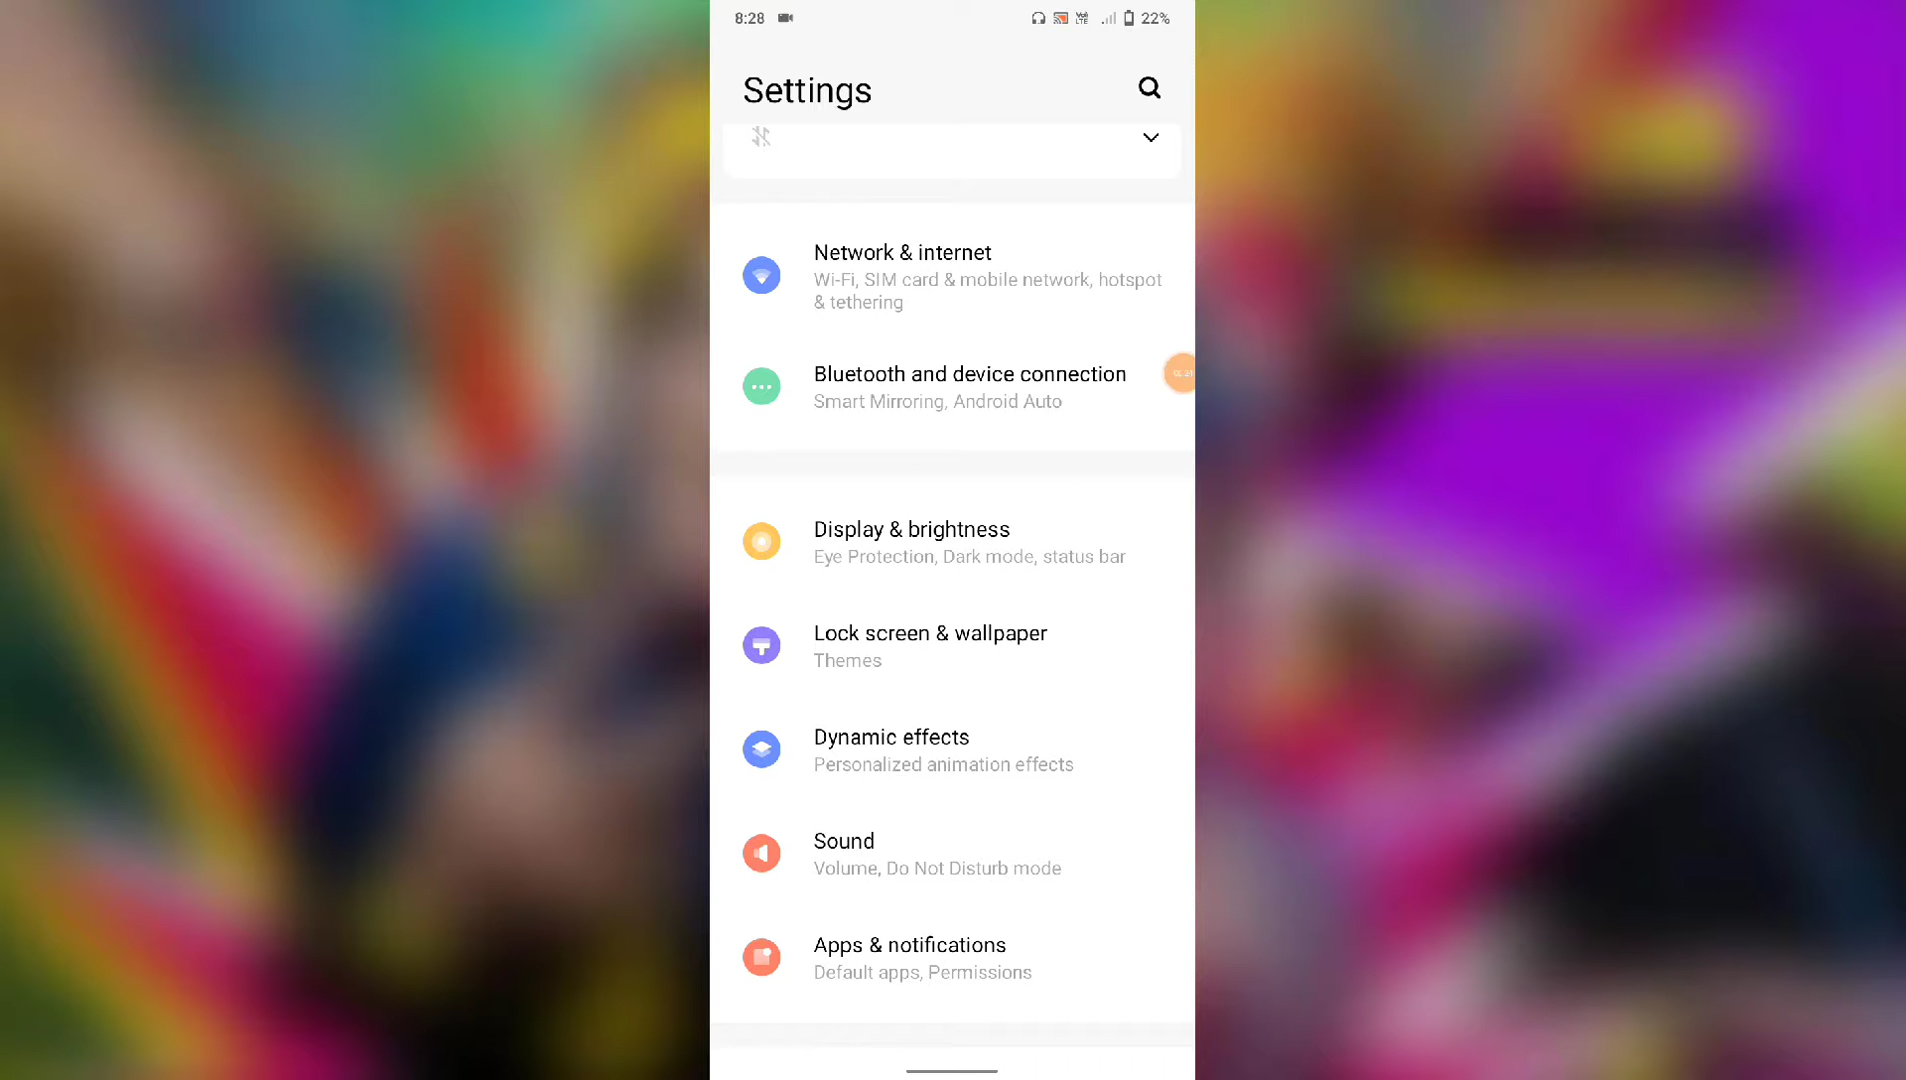 8:28
Vo LTE 22%
Settings
Network & internet
Wi-Fi, SIM card & mobile network, hotspot
& tethering
Bluetooth and device connection
Smart Mirroring, Android Auto
Display & brightness
Eye Protection, Dark mode, status bar
Lock screen & wallpaper
Themes
Dynamic effects
Personalized animation effects
Sound
Volume, Do Not Disturb mode
Apps & notifications
Default apps, Permissions